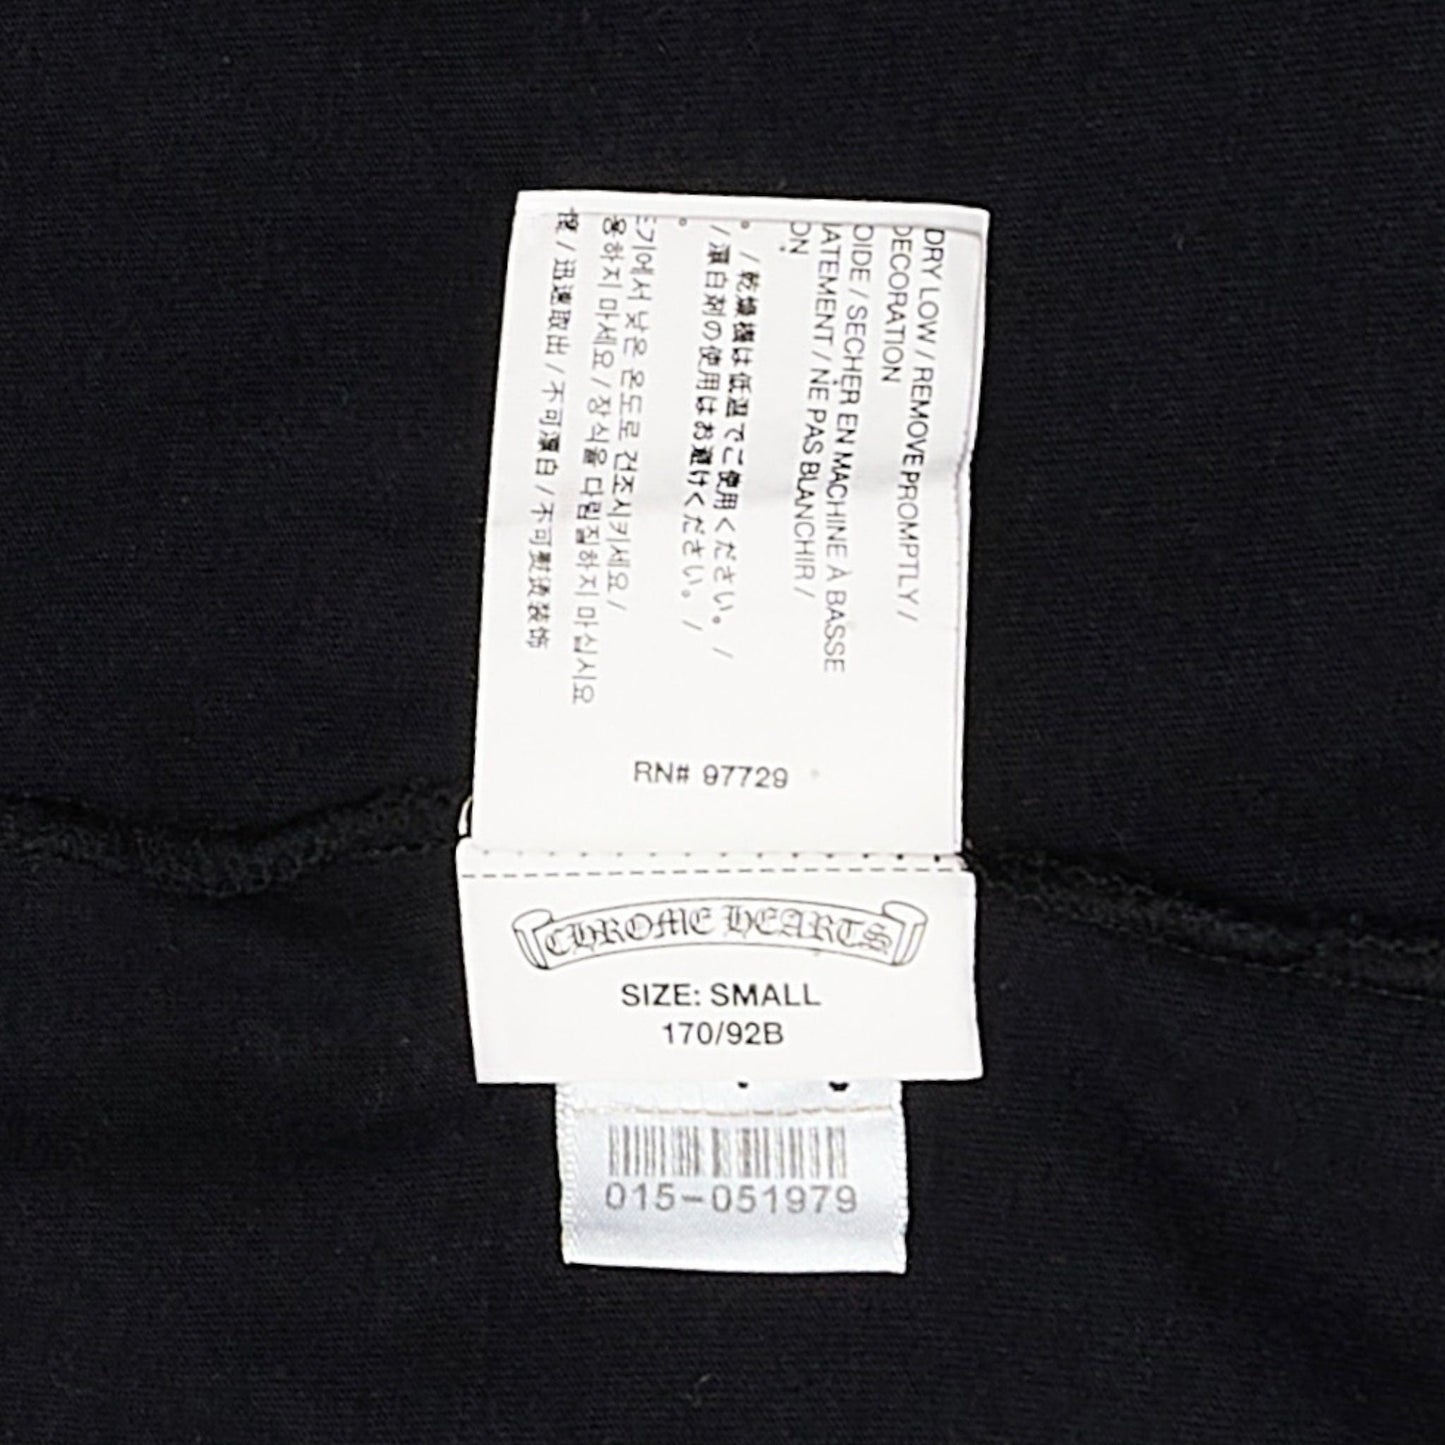 DRY LOW / REMOVE PROMPTLY /
DECORATION
OIDE / SECHER EN MACHINE À BASSE
ATEMENT / NE PAS BLANCHIR /
ON
。/ 乾燥機は低温でご使用ください。/
/ 漂白剤の使用はお避けください。/
。
기에서 낮은 온도로 건조시키세요 /
용하지 마세요 / 장식을 다림질하지 마십시요
/ 迅速取出 / 不可漂白 / 不可熨烫装饰
RN# 97729
CHROME HEARTS
SIZE: SMALL
170/92B
015-051979